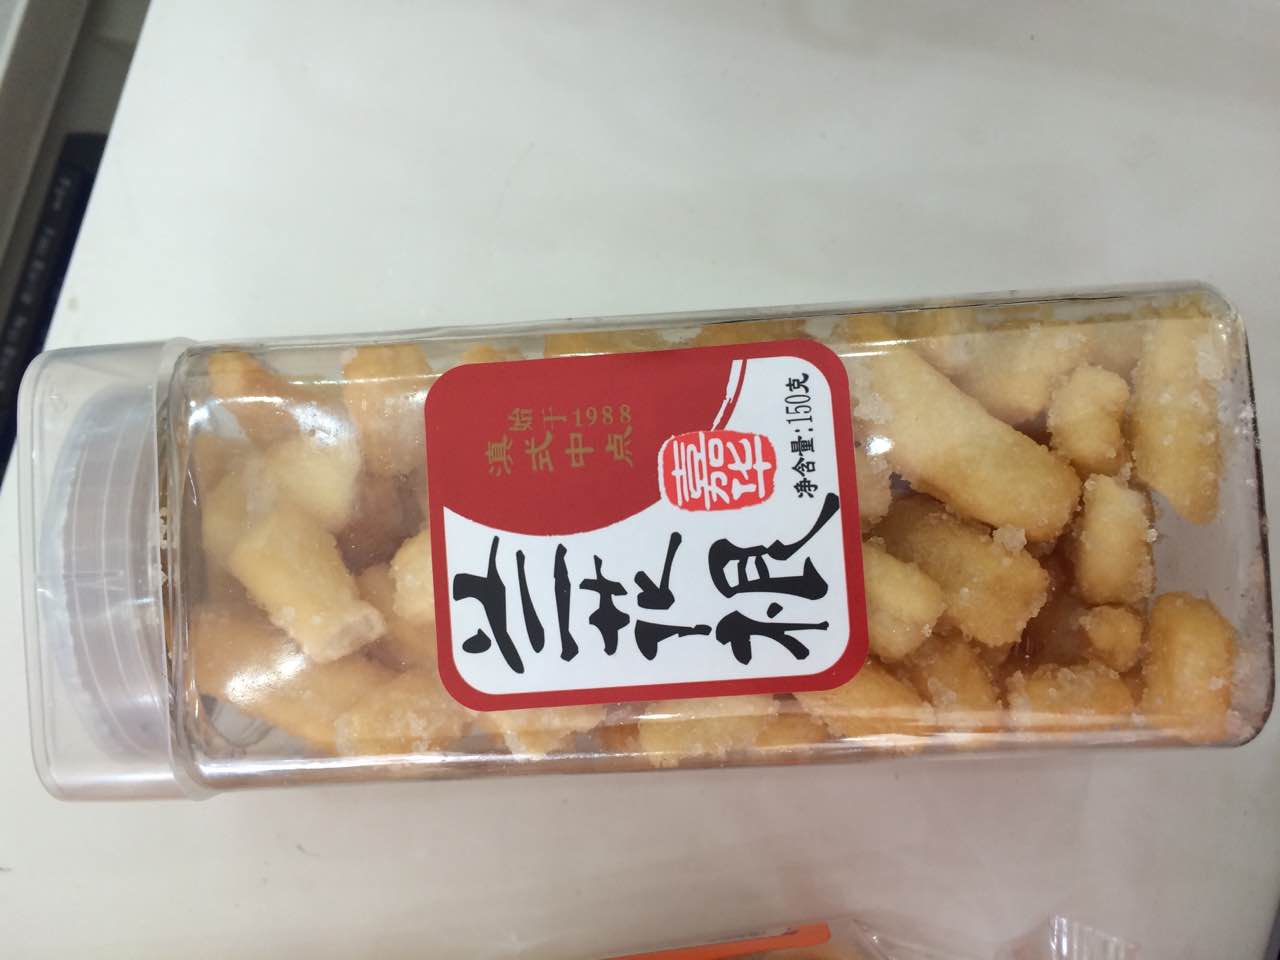 始于1988
滇式中点
嘉华
兰花根
净含量:150克